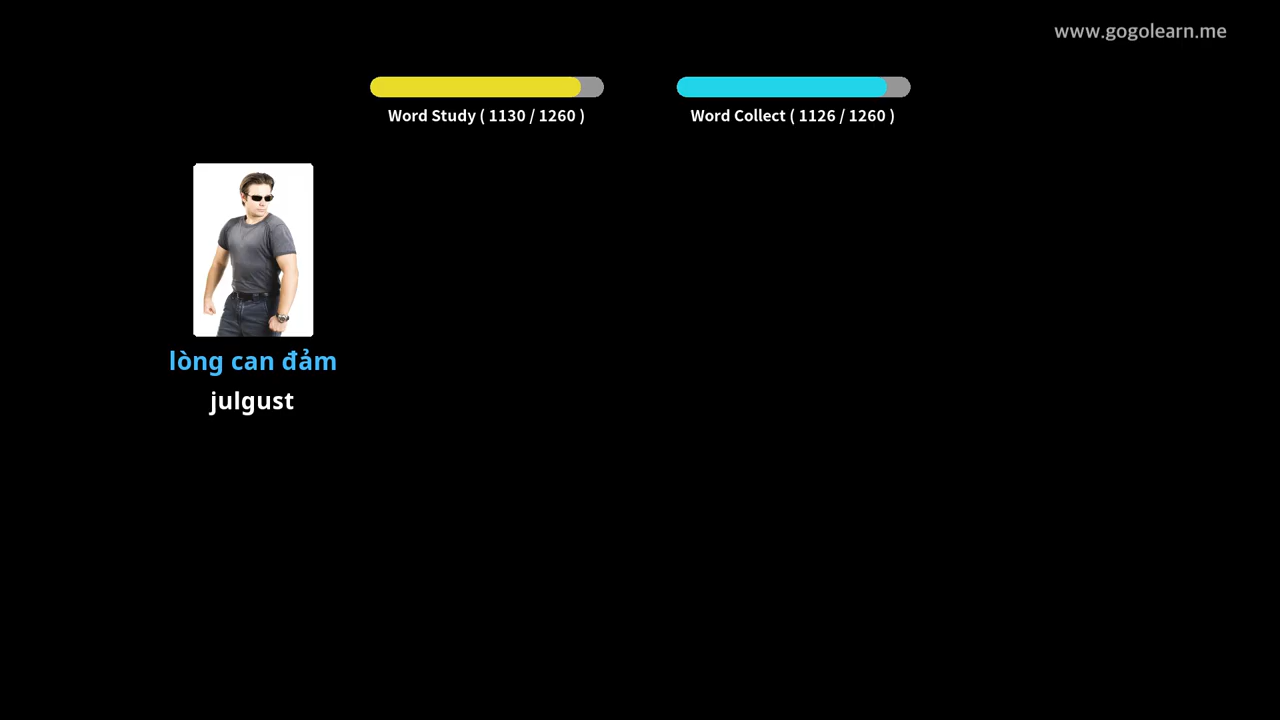 www.gogolearn.me
Word Study ( 1130 / 1260 )
Word Collect ( 1126 / 1260 )
lòng can đảm
julgust